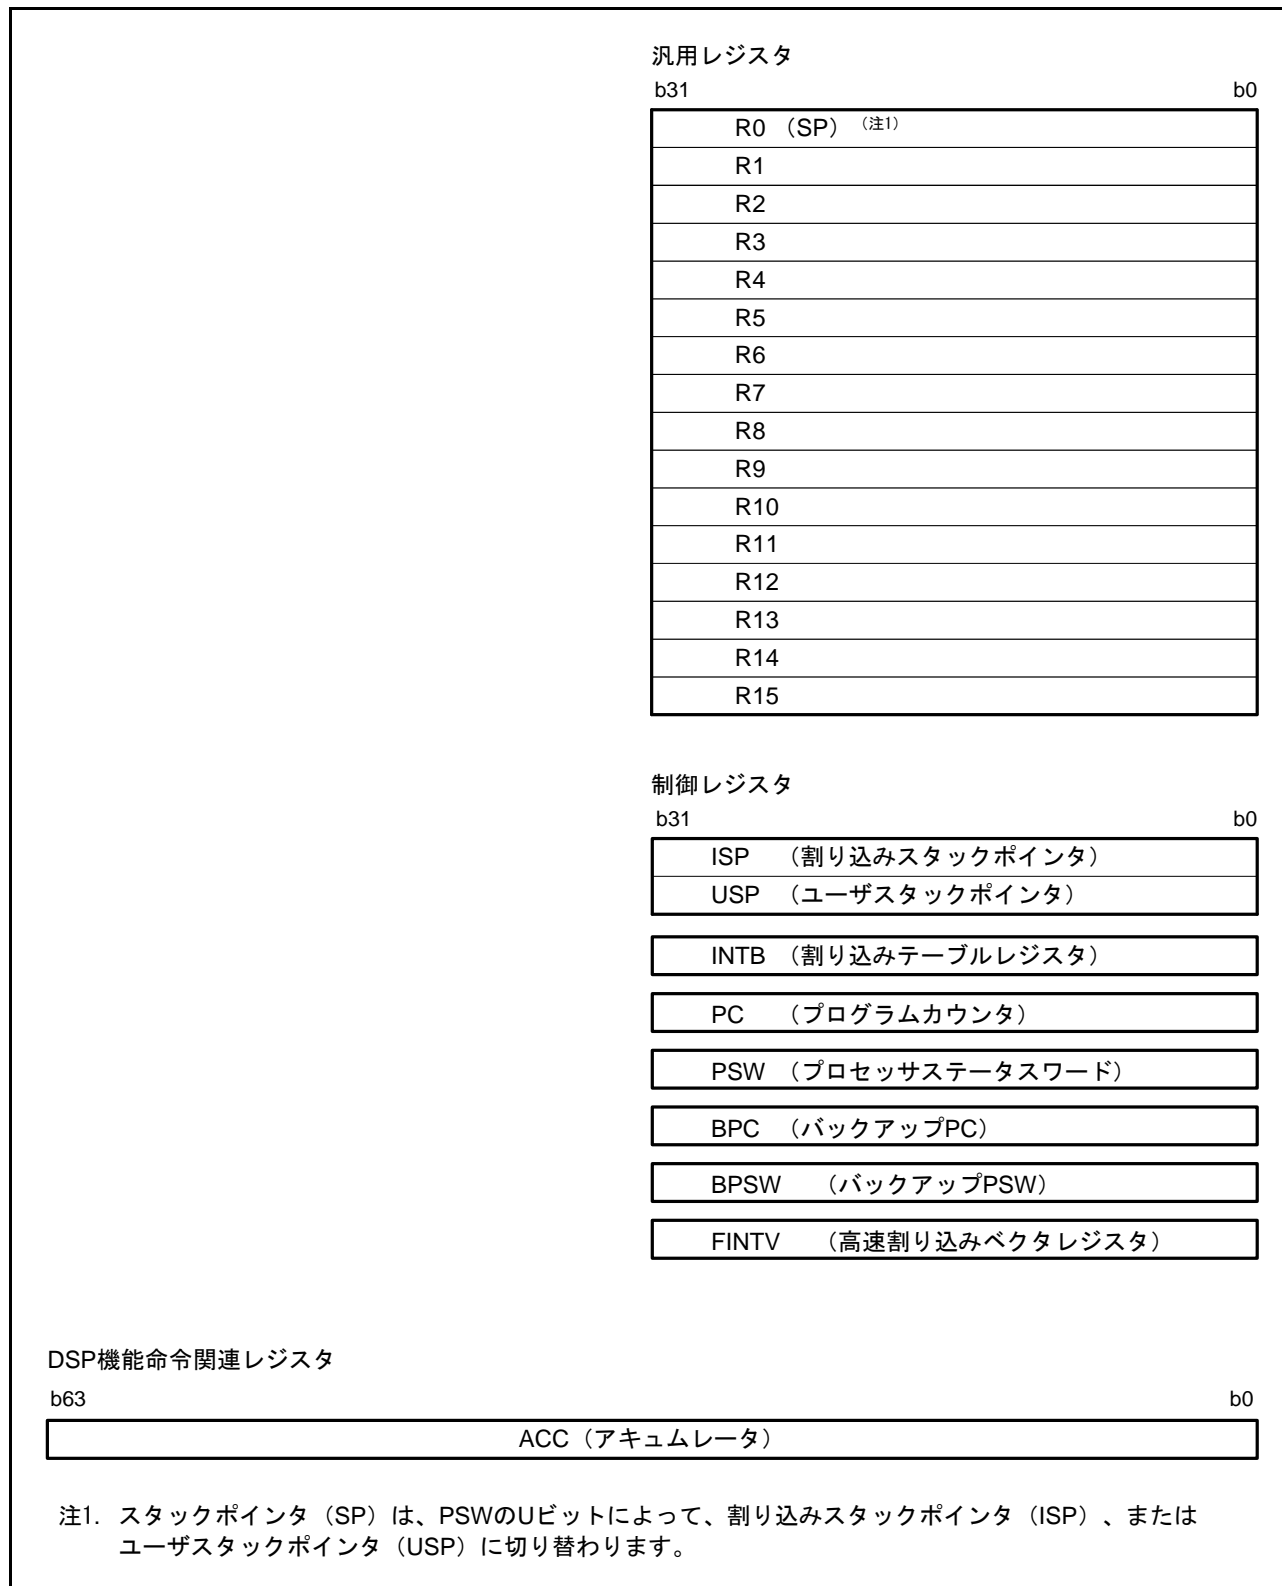 汎用レジスタ
b31 b0
R0 （SP）（注1）
R1
R2
R3
R4
R5
R6
R7
R8
R9
R10
R11
R12
R13
R14
R15
制御レジスタ
b31 b0
ISP （割り込みスタックポインタ）
USP （ユーザスタックポインタ）
INTB （割り込みテーブルレジスタ）
PC （プログラムカウンタ）
PSW （プロセッサステータスワード）
BPC （バックアップPC）
BPSW （バックアップPSW）
FINTV （高速割り込みベクタレジスタ）
DSP機能命令関連レジスタ
b63 b0
ACC（アキュムレータ）
注1. スタックポインタ（SP）は、PSWのUビットによって、割り込みスタックポインタ（ISP）、または
ユーザスタックポインタ（USP）に切り替わります。